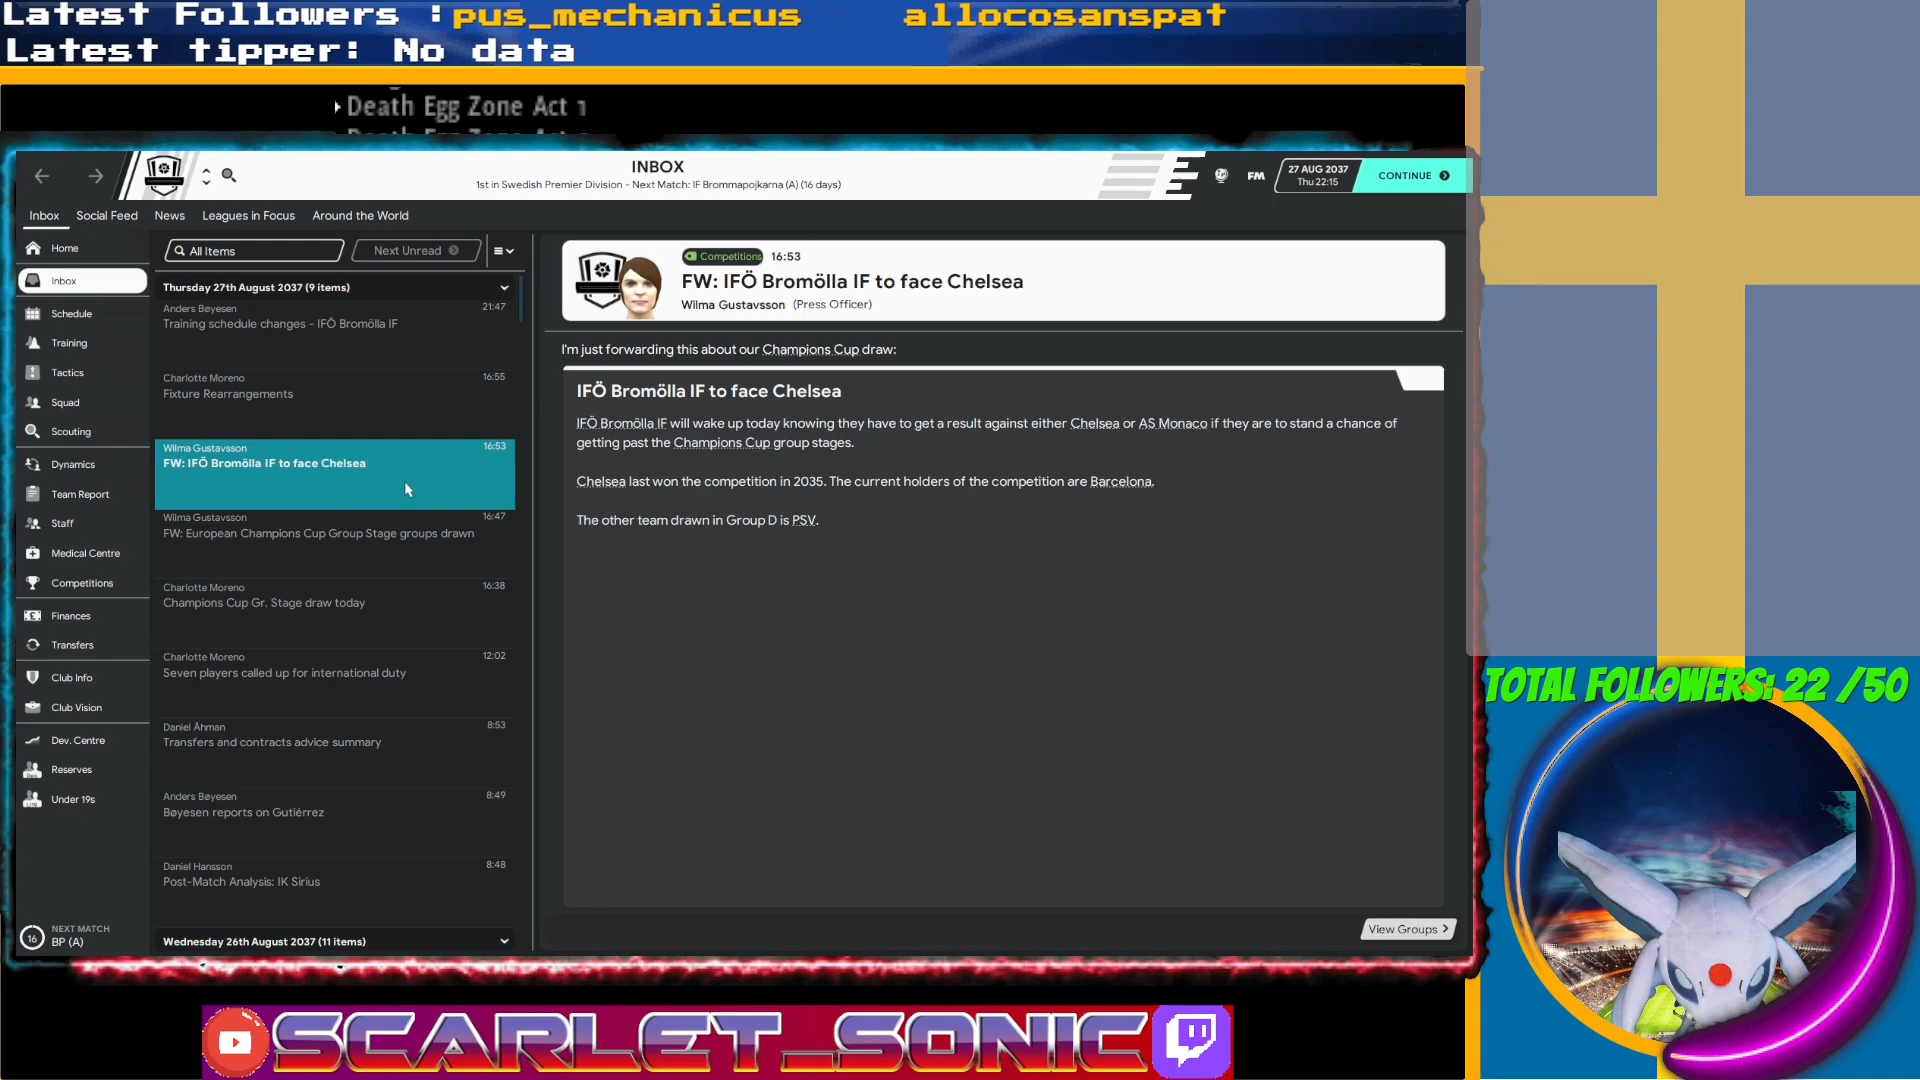 Latest Followers :pus_mechanicus allocosanspat
Latest tipper: No data
Death Egg Zone Act 1
INBOX
1st in Swedish Premier Division - Next Match: IF Brommapojkarna (A) (16 days)
FM
27 AUG 2037
Thu 22:15
CONTINUE
Inbox Social Feed News Leagues in Focus Around the World
Home
Inbox
Schedule
Training
Tactics
Squad
Scouting
Dynamics
Team Report
Staff
Medical Centre
Competitions
Finances
Transfers
Club Info
Club Vision
Dev. Centre
Reserves
Under 19s
16
NEXT MATCH
BP (A)
All Items
Next Unread
Thursday 27th August 2037 (9 items)
Anders Bøyesen 21:47
Training schedule changes - IFÖ Bromölla IF
Charlotte Moreno 16:55
Fixture Rearrangements
Wilma Gustavsson 16:53
FW: IFÖ Bromölla IF to face Chelsea
Wilma Gustavsson 16:47
FW: European Champions Cup Group Stage groups drawn
Charlotte Moreno 16:38
Champions Cup Gr. Stage draw today
Charlotte Moreno 12:02
Seven players called up for international duty
Daniel Åhman 8:53
Transfers and contracts advice summary
Anders Bøyesen 8:49
Bøyesen reports on Gutiérrez
Daniel Hansson 8:48
Post-Match Analysis: IK Sirius
Wednesday 26th August 2037 (11 items)
Competitions 16:53
FW: IFÖ Bromölla IF to face Chelsea
Wilma Gustavsson (Press Officer)
I'm just forwarding this about our Champions Cup draw:
IFÖ Bromölla IF to face Chelsea
IFÖ Bromölla IF will wake up today knowing they have to get a result against either Chelsea or AS Monaco if they are to stand a chance of
getting past the Champions Cup group stages.
Chelsea last won the competition in 2035. The current holders of the competition are Barcelona.
The other team drawn in Group D is PSV.
View Groups
TOTAL FOLLOWERS: 22 /50
SCARLET_SONIC